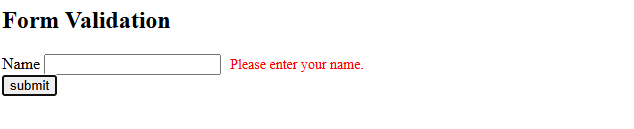 Form Validation
Name Please enter your name.
submit